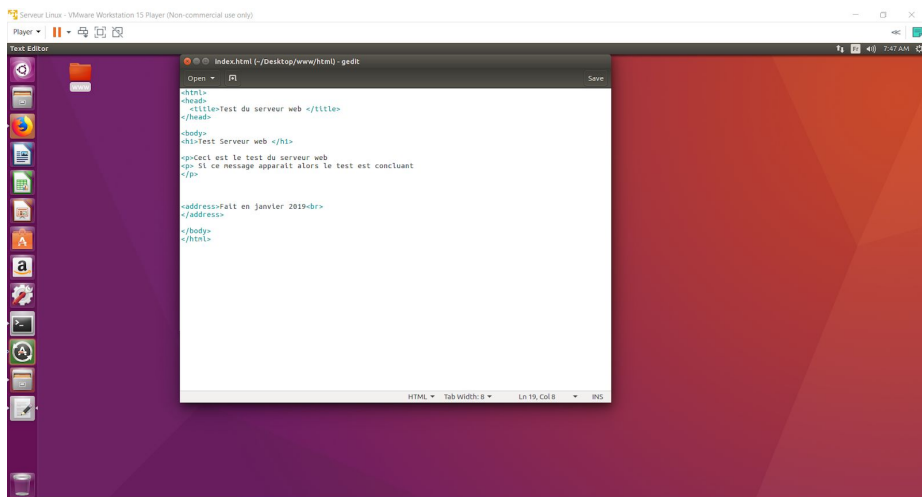 Serveur Linux - VMware Workstation 15 Player (Non-commercial use only)
Player
Text Editor
Fr
7:47 AM
www
index.html (~/Desktop/www/html) - gedit
Open
Save
<html>
<head>
<title>Test du serveur web </title>
</head>
<body>
<h1>Test Serveur web </h1>
<p>Ceci est le test du serveur web
<p> Si ce message apparait alors le test est concluant
</p>
<address>Fait en janvier 2019<br>
</address>
</body>
</html>
HTML Tab Width: 8 Ln 19, Col 8 INS